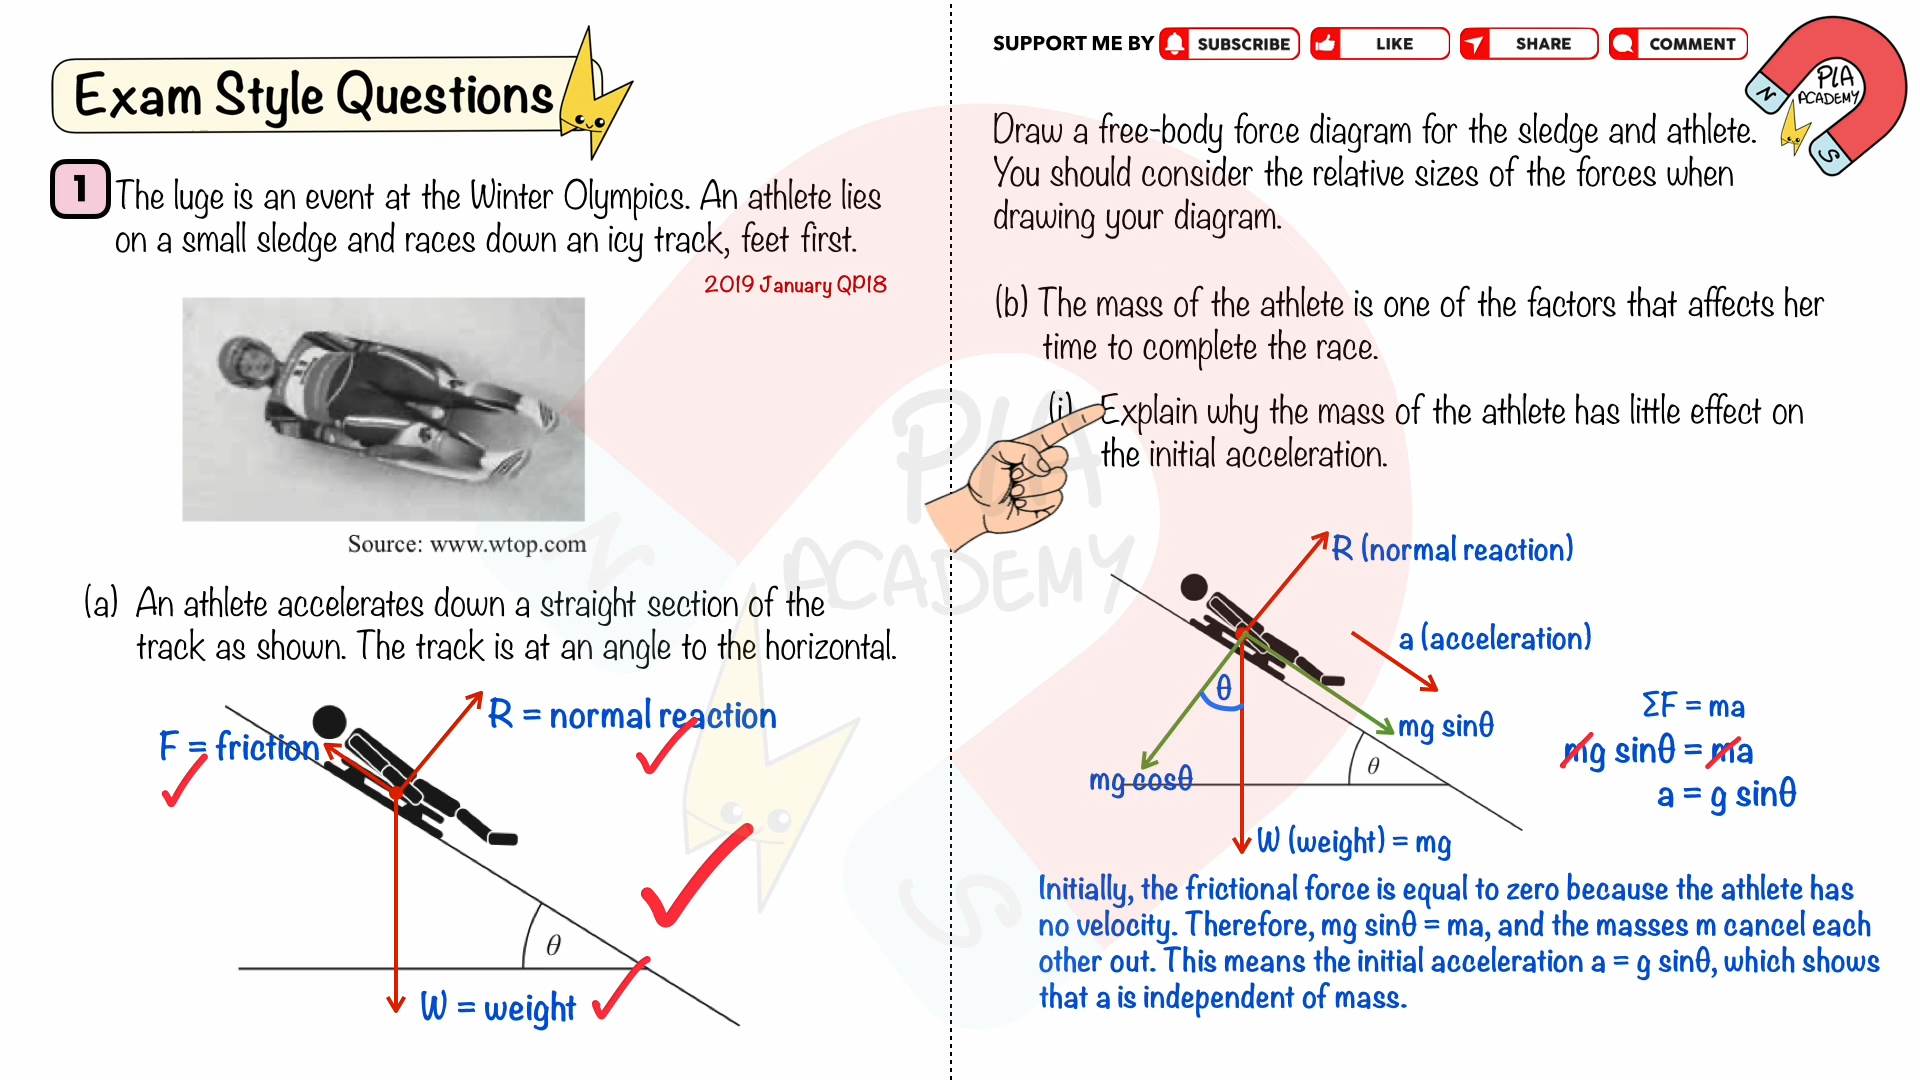 Exam Style Questions
1
The luge is an event at the Winter Olympics. An athlete lies
on a small sledge and races down an icy track, feet first.
2019 January QP18
Source: www.wtop.com
(a) An athlete accelerates down a straight section of the
track as shown. The track is at an angle to the horizontal.
R = normal reaction
F = friction
θ
W = weight
SUPPORT ME BY
SUBSCRIBE
LIKE
SHARE
COMMENT
PLA
ACADEMY
N
S
Draw a free-body force diagram for the sledge and athlete.
You should consider the relative sizes of the forces when
drawing your diagram.
(b) The mass of the athlete is one of the factors that affects her
time to complete the race.
(i) Explain why the mass of the athlete has little effect on
the initial acceleration.
PLA
ACADEMY
N
S
R (normal reaction)
a (acceleration)
θ
mg sinθ
mg cosθ
θ
W (weight) = mg
ΣF = ma
mg sinθ = ma
a = g sinθ
Initially, the frictional force is equal to zero because the athlete has
no velocity. Therefore, mg sinθ = ma, and the masses m cancel each
other out. This means the initial acceleration a = g sinθ, which shows
that a is independent of mass.